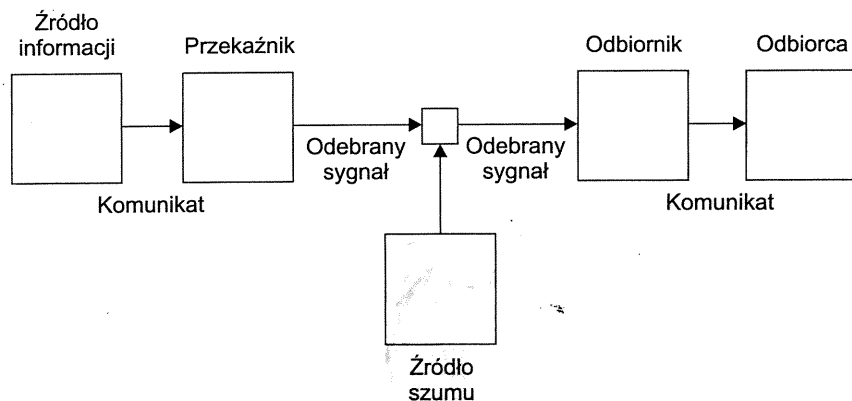 Źródło
informacji
Przekaźnik
Odbiornik
Odbiorca
Odebrany
sygnał
Odebrany
sygnał
Komunikat
Komunikat
Źródło
szumu